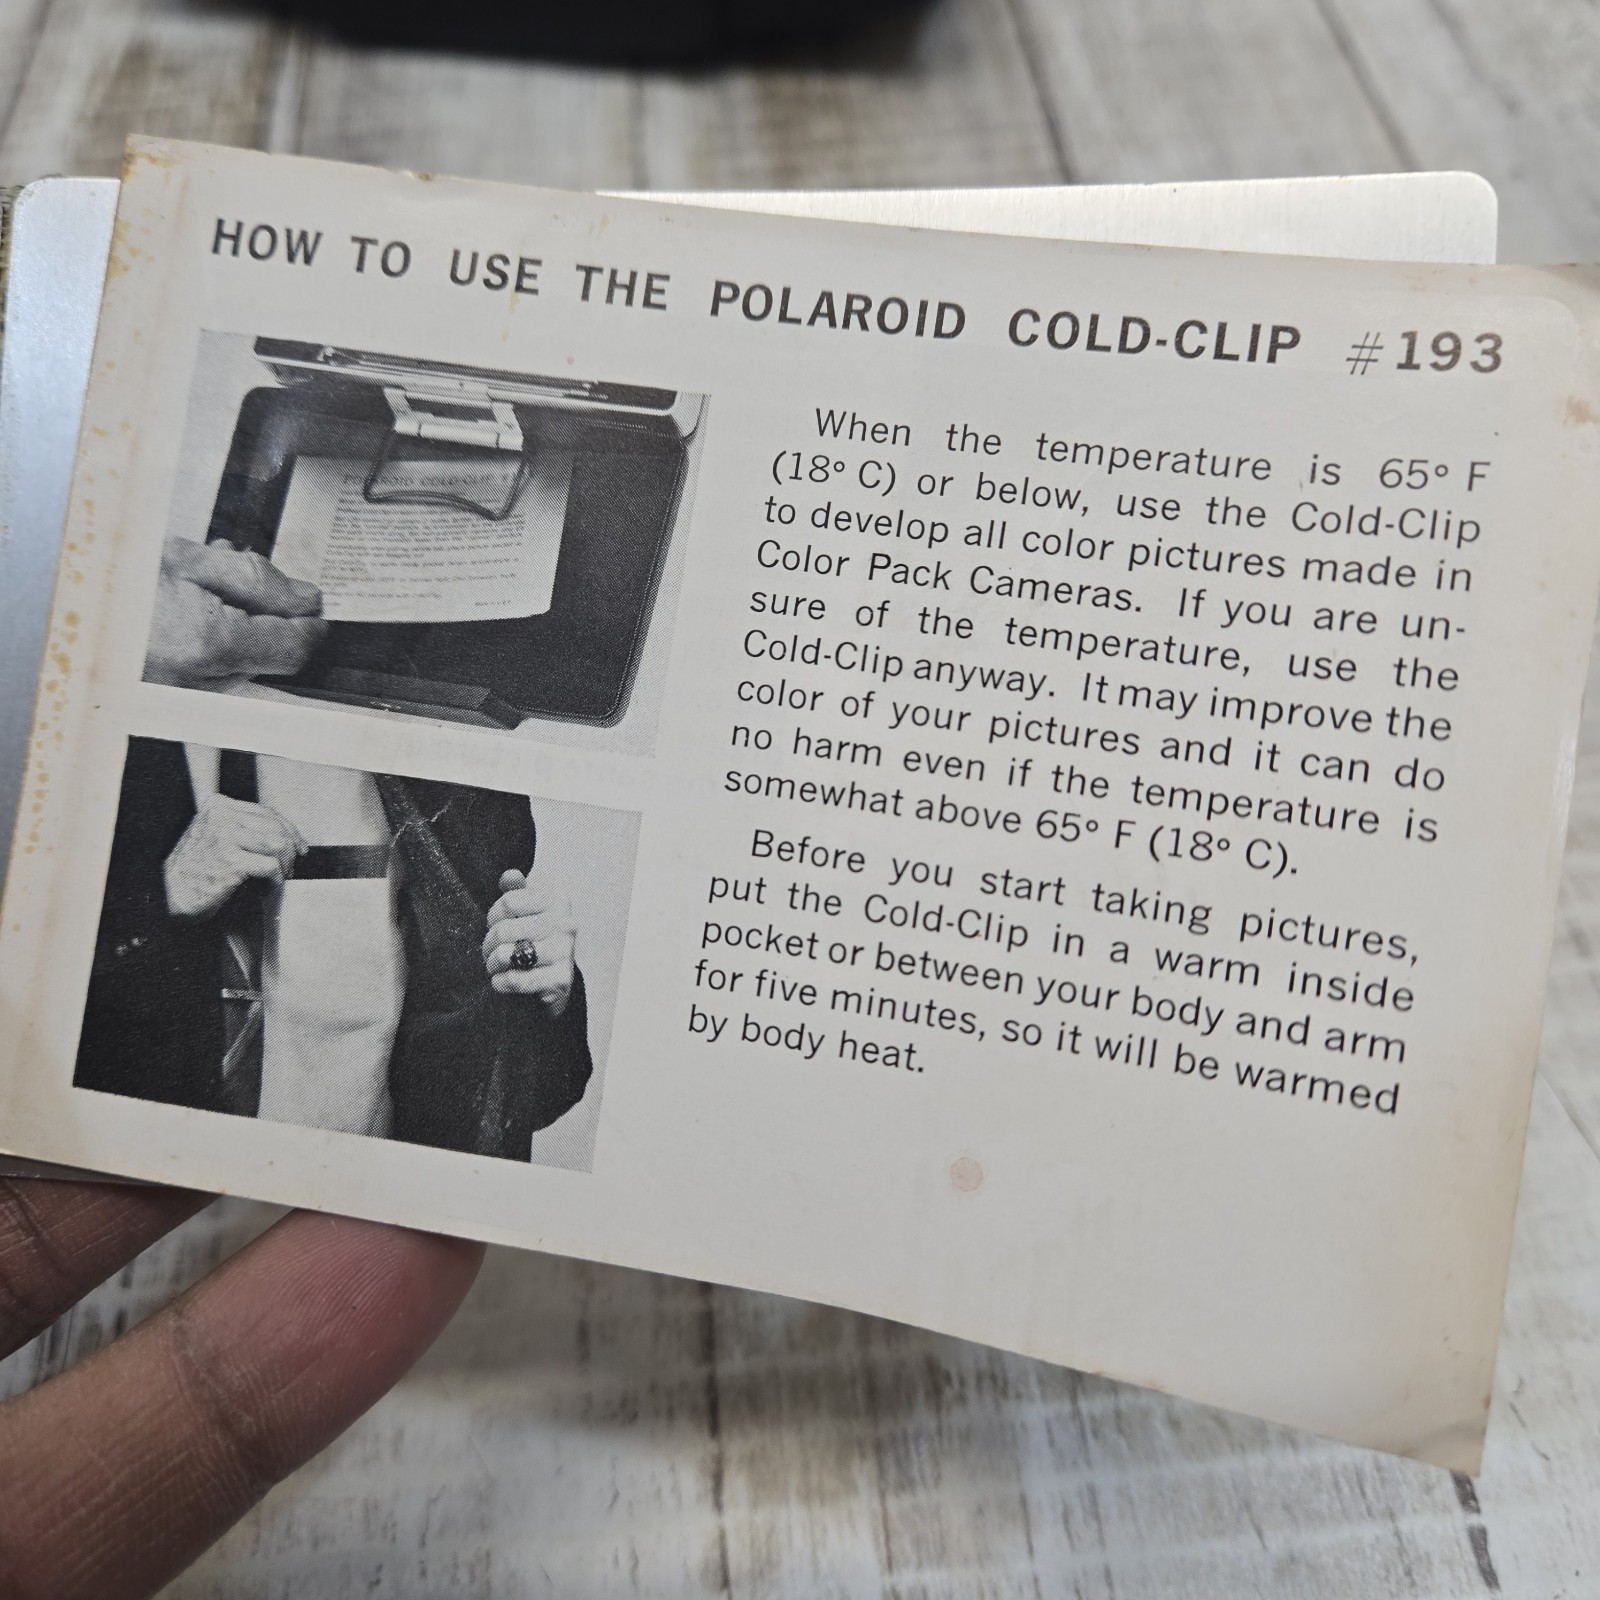 HOW TO USE THE POLAROID COLD-CLIP #193
When the temperature is 65° F
(18° C) or below, use the Cold-Clip
to develop all color pictures made in
Color Pack Cameras. If you are un-
sure of the temperature, use the
Cold-Clip anyway. It may improve the
color of your pictures and it can do
no harm even if the temperature is
somewhat above 65° F (18° C).
Before you start taking pictures,
put the Cold-Clip in a warm inside
pocket or between your body and arm
for five minutes, so it will be warmed
by body heat.
POLAROID COLD-CLIP